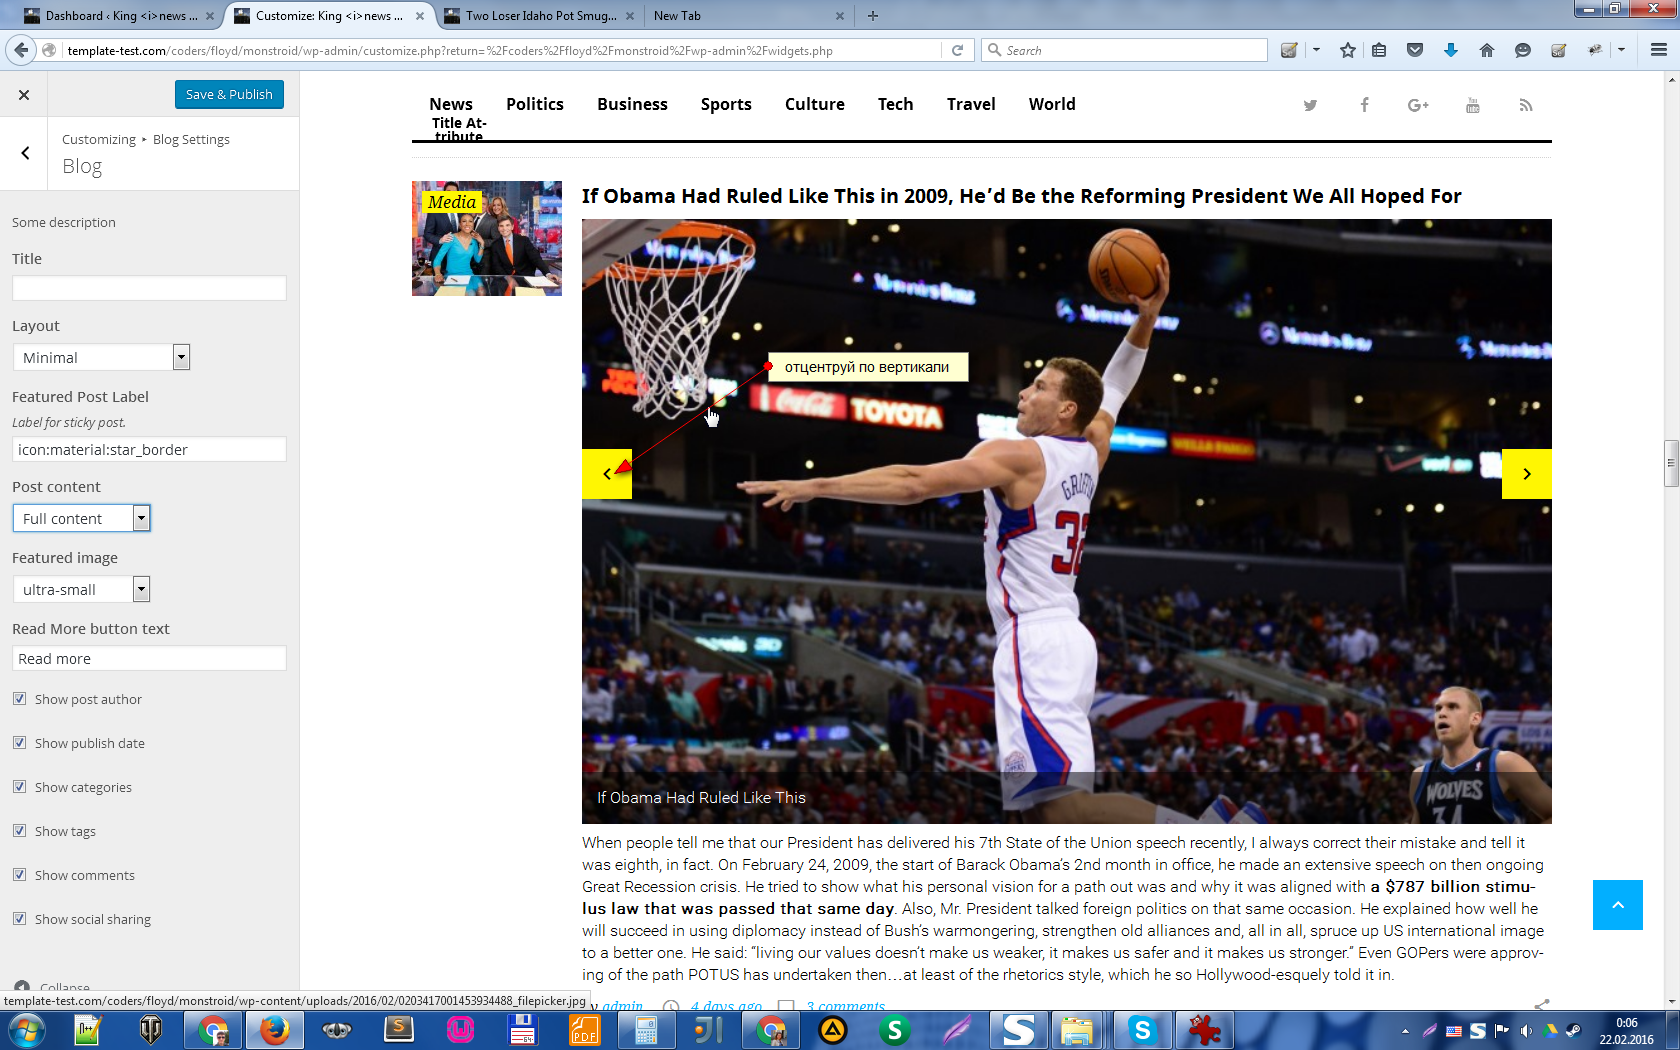 Dashboard ‹ King <i>news ...
Customize: King <i>news ...
Two Loser Idaho Pot Smug...
New Tab
template-test.com/coders/floyd/monstroid/wp-admin/customize.php?return=%2Fcoders%2Ffloyd%2Fmonstroid%2Fwp-admin%2Fwidgets.php
Search
Save & Publish
Customizing ▸ Blog Settings
Blog
Some description
Title
Layout
Minimal
Featured Post Label
Label for sticky post.
icon:material:star_border
Post content
Full content
Featured image
ultra-small
Read More button text
Read more
Show post author
Show publish date
Show categories
Show tags
Show comments
Show social sharing
Collapse
template-test.com/coders/floyd/monstroid/wp-content/uploads/2016/02/0203417001453934488_filepicker.jpg
News Politics Business Sports Culture Tech Travel World
Title At-
tribute
Media
If Obama Had Ruled Like This in 2009, He’d Be the Reforming President We All Hoped For
отцентруй по вертикали
Coca-Cola
TOYOTA
GRIFFIN
32
WOLVES
34
If Obama Had Ruled Like This
When people tell me that our President has delivered his 7th State of the Union speech recently, I always correct their mistake and tell it
was eighth, in fact. On February 24, 2009, the start of Barack Obama’s 2nd month in office, he made an extensive speech on then ongoing
Great Recession crisis. He tried to show what his personal vision for a path out was and why it was aligned with a $787 billion stimu-
lus law that was passed that same day. Also, Mr. President talked foreign politics on that same occasion. He explained how well he
will succeed in using diplomacy instead of Bush’s warmongering, strengthen old alliances and, all in all, spruce up US international image
to a better one. He said: “living our values doesn’t make us weaker, it makes us safer and it makes us stronger.” Even GOPers were approv-
ing of the path POTUS has undertaken then…at least of the rhetorics style, which he so Hollywood-esquely told it in.
by admin 4 days ago 3 comments
0:06
22.02.2016